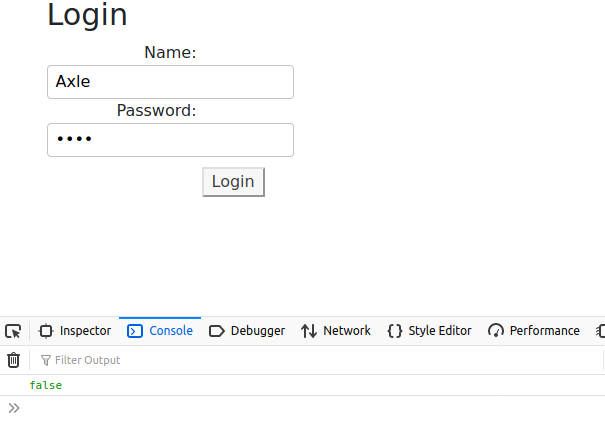 Login
Name:
Axle
Password:
••••
Login
Inspector Console Debugger Network Style Editor Performance
Filter Output
false